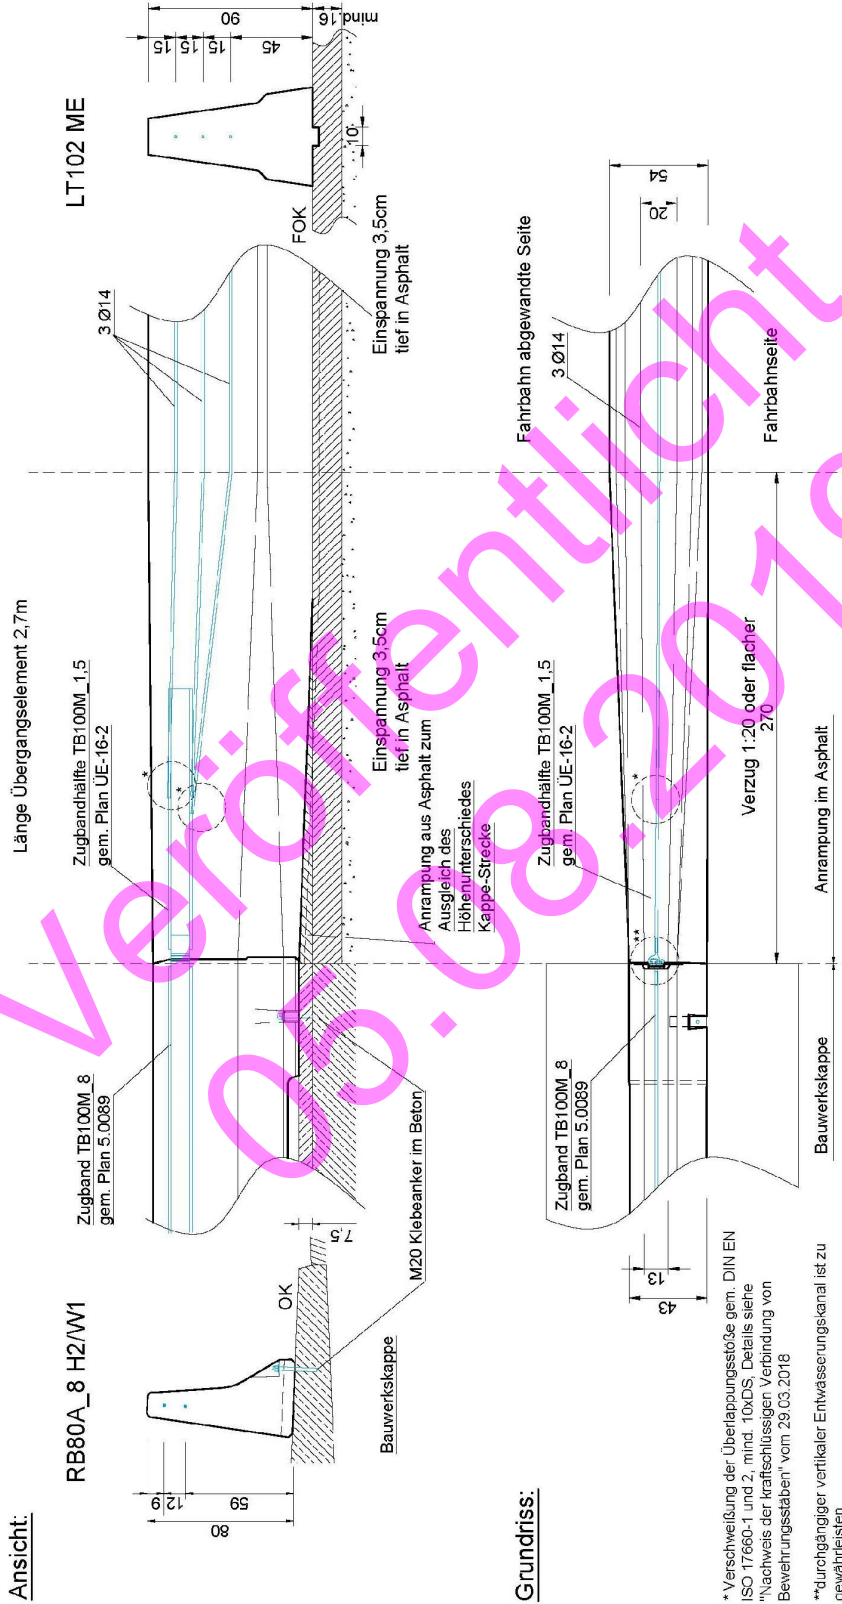 Ansicht:
RB80A_8 H2/W1
LT102 ME
Länge Übergangselement 2,7m
Zugband TB100M_8
gem. Plan 5.0089
Zugbandhälfte TB100M_1,5
gem. Plan ÜE-16-2
3 Ø14
*
*
80
9
12
59
OK
7,5
Bauwerkskappe
M20 Klebeanker im Beton
Anrampung aus Asphalt zum
Ausgleich des
Höhenunterschiedes
Kappe-Strecke
Einspannung 3,5cm
tief in Asphalt
Einspannung 3,5cm
tief in Asphalt
FOK
90
15
15
15
45
mind.16
10
Grundriss:
Zugband TB100M_8
gem. Plan 5.0089
Zugbandhälfte TB100M_1,5
gem. Plan ÜE-16-2
Fahrbahn abgewandte Seite
3 Ø14
**
*
13
43
20
54
Fahrbahnseite
Verzug 1:20 oder flacher
270
Bauwerkskappe
Anrampung im Asphalt
* Verschweißung der Überlappungsstöße gem. DIN EN
ISO 17660-1 und 2, mind. 10xDS, Details siehe
"Nachweis der kraftschlüssigen Verbindung von
Bewehrungsstäben" vom 29.03.2018
**durchgängiger vertikaler Entwässerungskanal ist zu
gewährleisten
Veröffentlicht